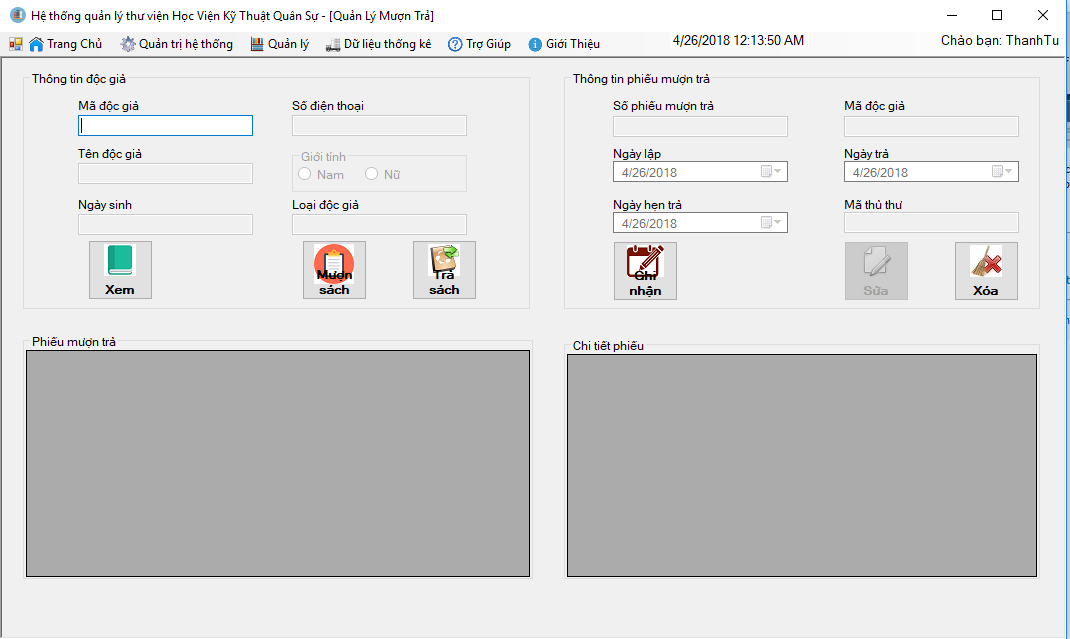 Hệ thống quản lý thư viện Học Viện Kỹ Thuật Quân Sự - [Quản Lý Mượn Trả]
Trang Chủ Quản trị hệ thống Quản lý Dữ liệu thống kê Trợ Giúp Giới Thiệu 4/26/2018 12:13:50 AM Chào bạn: ThanhTu
Thông tin độc giả
Mã độc giả Số điện thoại
Tên độc giả Giới tính
Nam Nữ
Ngày sinh Loại độc giả
Xem
Mượn sách
Trả sách
Thông tin phiếu mượn trả
Số phiếu mượn trả Mã độc giả
Ngày lập Ngày trả
4/26/2018 4/26/2018
Ngày hẹn trả Mã thủ thư
4/26/2018
Ghi nhận
Sửa
Xóa
Phiếu mượn trả
Chi tiết phiếu